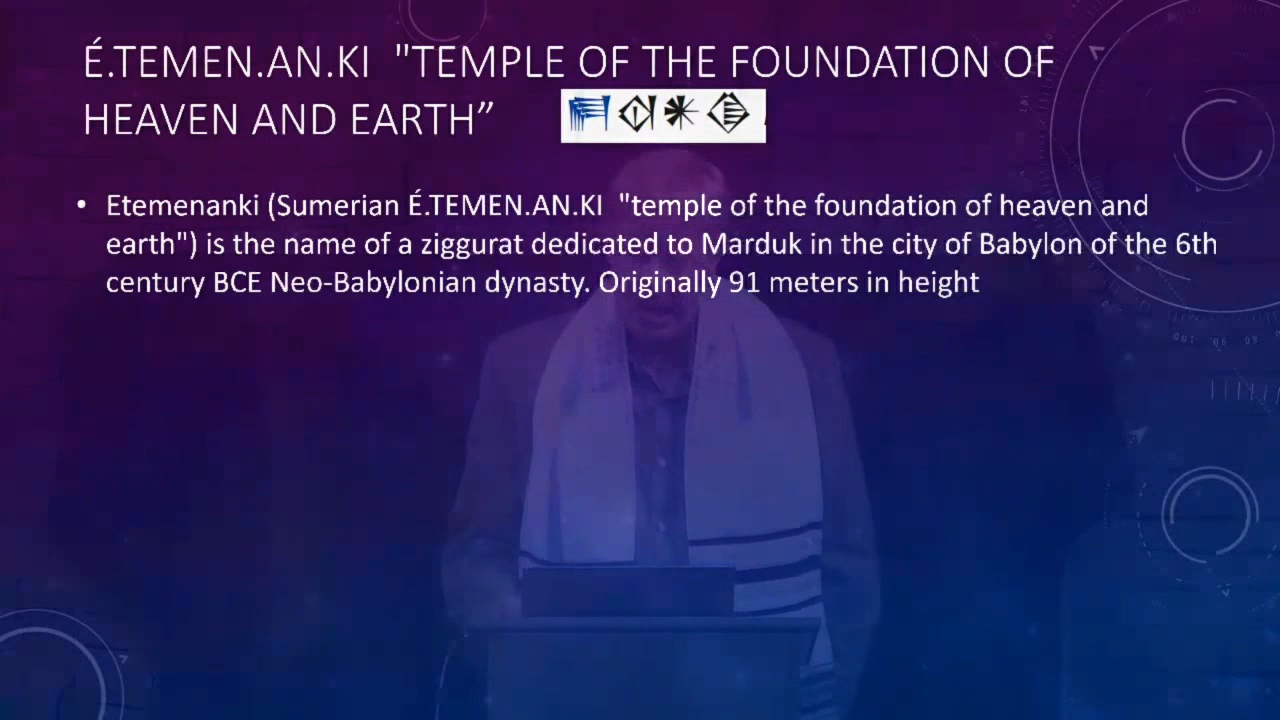 É.TEMEN.AN.KI "TEMPLE OF THE FOUNDATION OF
HEAVEN AND EARTH” 𒂍𒋼𒀭𒆠
• Etemenanki (Sumerian É.TEMEN.AN.KI "temple of the foundation of heaven and
earth") is the name of a ziggurat dedicated to Marduk in the city of Babylon of the 6th
century BCE Neo-Babylonian dynasty. Originally 91 meters in height